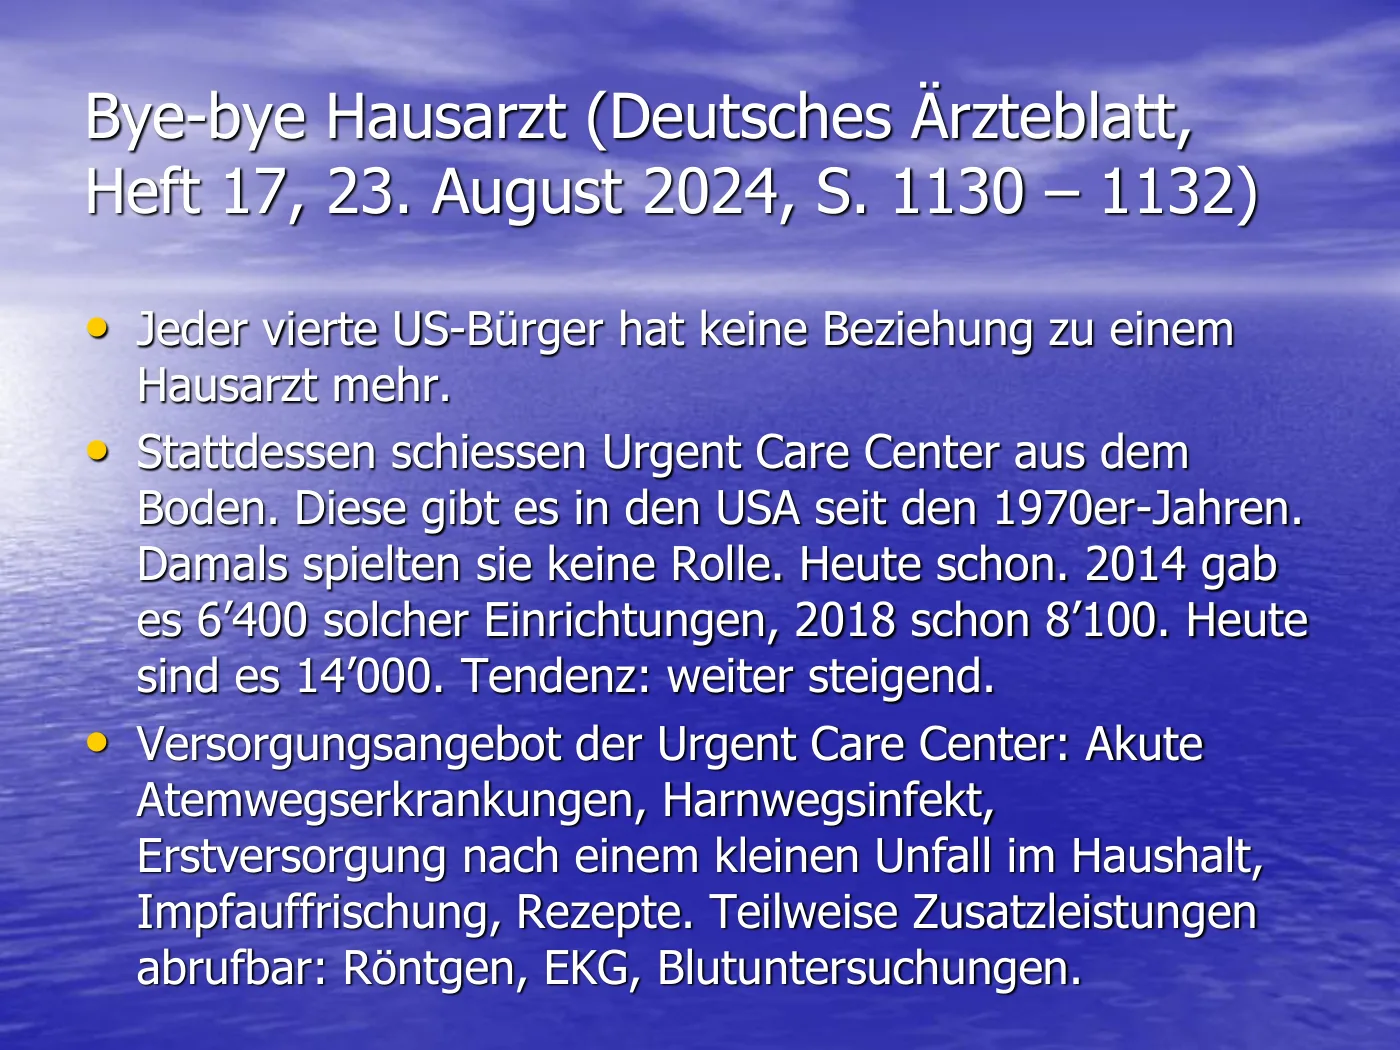 Bye-bye Hausarzt (Deutsches Ärzteblatt,
Heft 17, 23. August 2024, S. 1130 – 1132)
• Jeder vierte US-Bürger hat keine Beziehung zu einem
Hausarzt mehr.
• Stattdessen schiessen Urgent Care Center aus dem
Boden. Diese gibt es in den USA seit den 1970er-Jahren.
Damals spielten sie keine Rolle. Heute schon. 2014 gab
es 6’400 solcher Einrichtungen, 2018 schon 8’100. Heute
sind es 14’000. Tendenz: weiter steigend.
• Versorgungsangebot der Urgent Care Center: Akute
Atemwegserkrankungen, Harnwegsinfekt,
Erstversorgung nach einem kleinen Unfall im Haushalt,
Impfauffrischung, Rezepte. Teilweise Zusatzleistungen
abrufbar: Röntgen, EKG, Blutuntersuchungen.